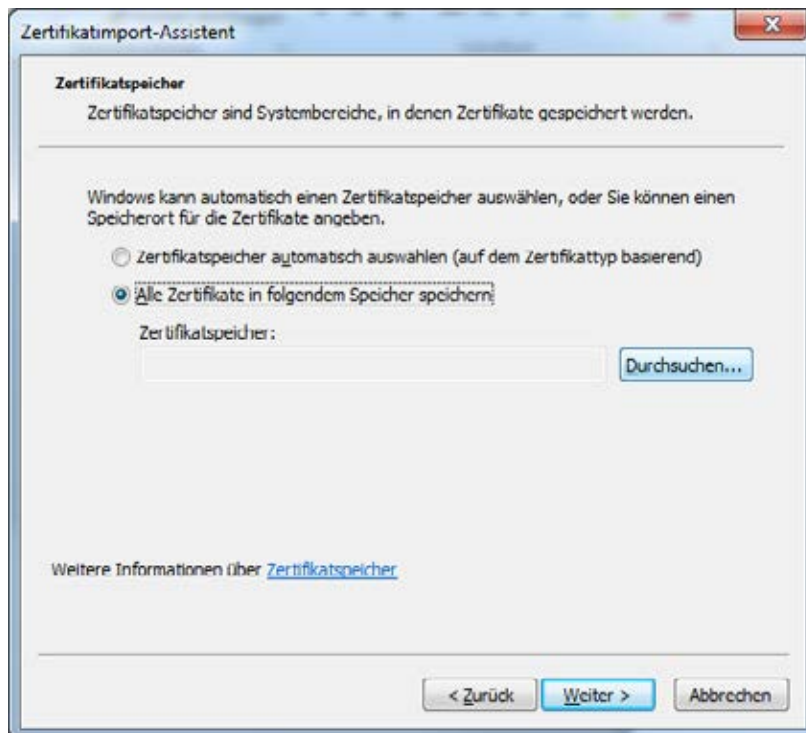 Zertifikatimport-Assistent
Zertifikatspeicher
Zertifikatspeicher sind Systembereiche, in denen Zertifikate gespeichert werden.
Windows kann automatisch einen Zertifikatspeicher auswählen, oder Sie können einen
Speicherort für die Zertifikate angeben.
Zertifikatspeicher automatisch auswählen (auf dem Zertifikattyp basierend)
Alle Zertifikate in folgendem Speicher speichern
Zertifikatspeicher:
Durchsuchen...
Weitere Informationen über Zertifikatspeicher
< Zurück Weiter > Abbrechen